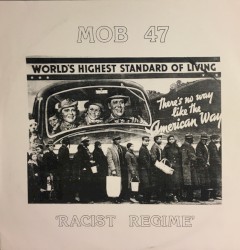 MOB 47
WORLD'S HIGHEST STANDARD OF LIVING
There's no way
like the
American Way
'RACIST REGIME'